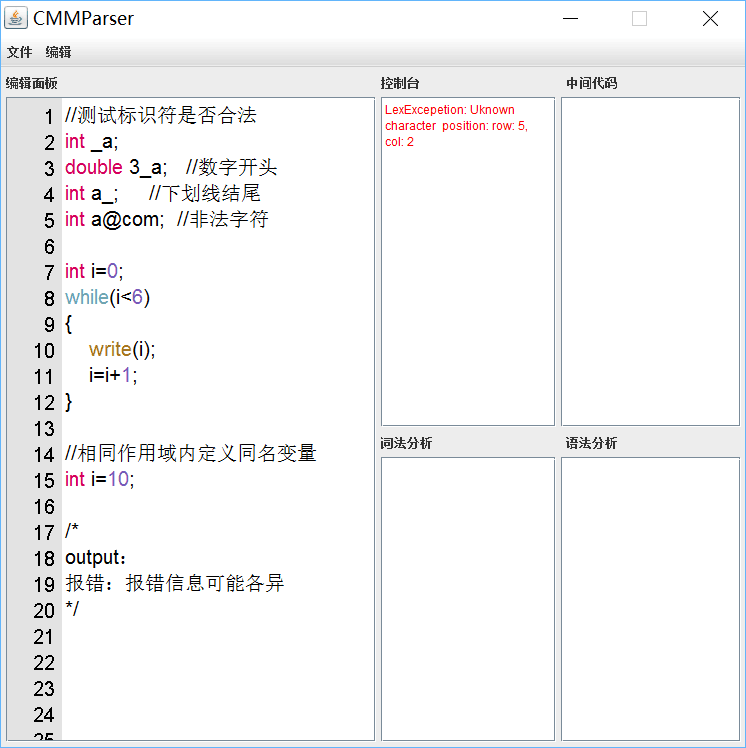 CMMParser
文件 编辑
编辑面板
1 //测试标识符是否合法
2 int _a;
3 double 3_a; //数字开头
4 int a_; //下划线结尾
5 int a@com; //非法字符
6
7 int i=0;
8 while(i<6)
9 {
10 write(i);
11 i=i+1;
12 }
13
14 //相同作用域内定义同名变量
15 int i=10;
16
17 /*
18 output：
19 报错：报错信息可能各异
20 */
21
22
23
24
25
控制台
LexExcepetion: Uknown
character position: row: 5,
col: 2
中间代码
词法分析
语法分析